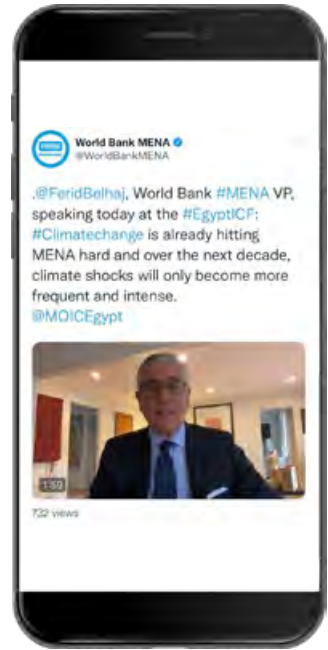 World Bank MENA
@WorldBankMENA
.@FeridBelhaj, World Bank #MENA VP,
speaking today at the #EgyptICF:
#Climatechange is already hitting
MENA hard and over the next decade,
climate shocks will only become more
frequent and intense.
@MOICEgypt
1:59
732 views